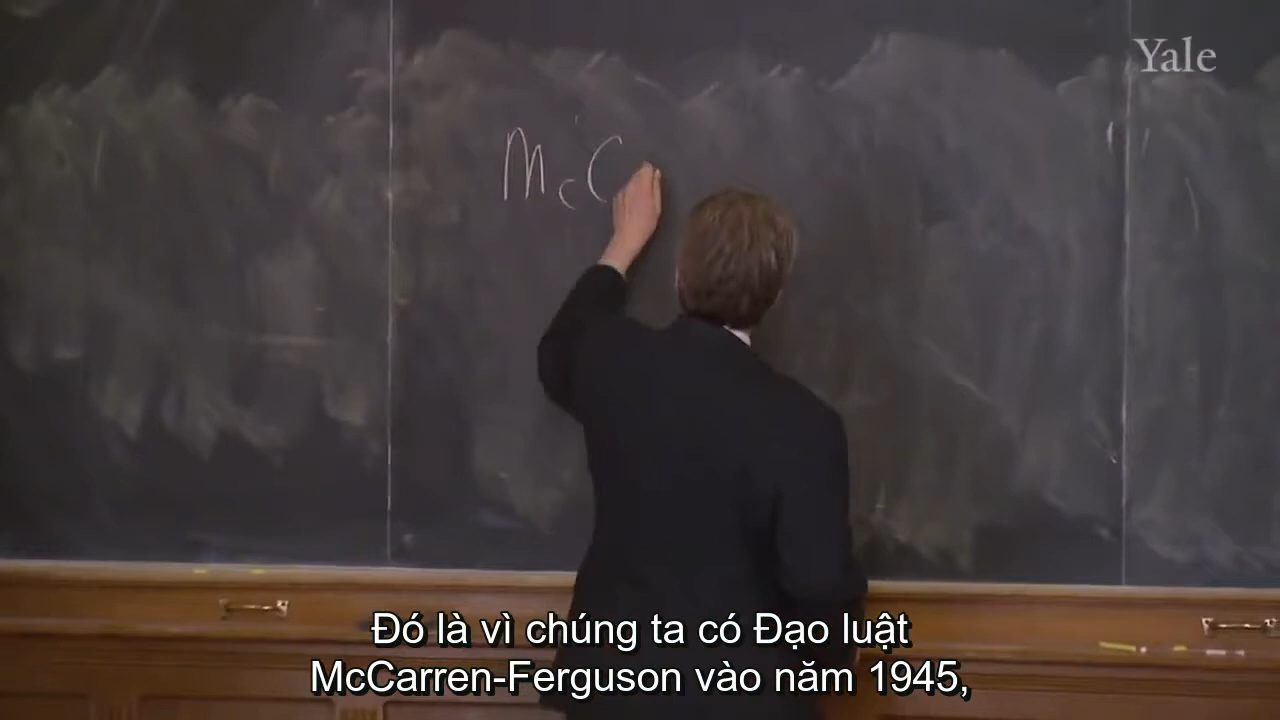 Yale
McC
Đó là vì chúng ta có Đạo luật
McCarren-Ferguson vào năm 1945,